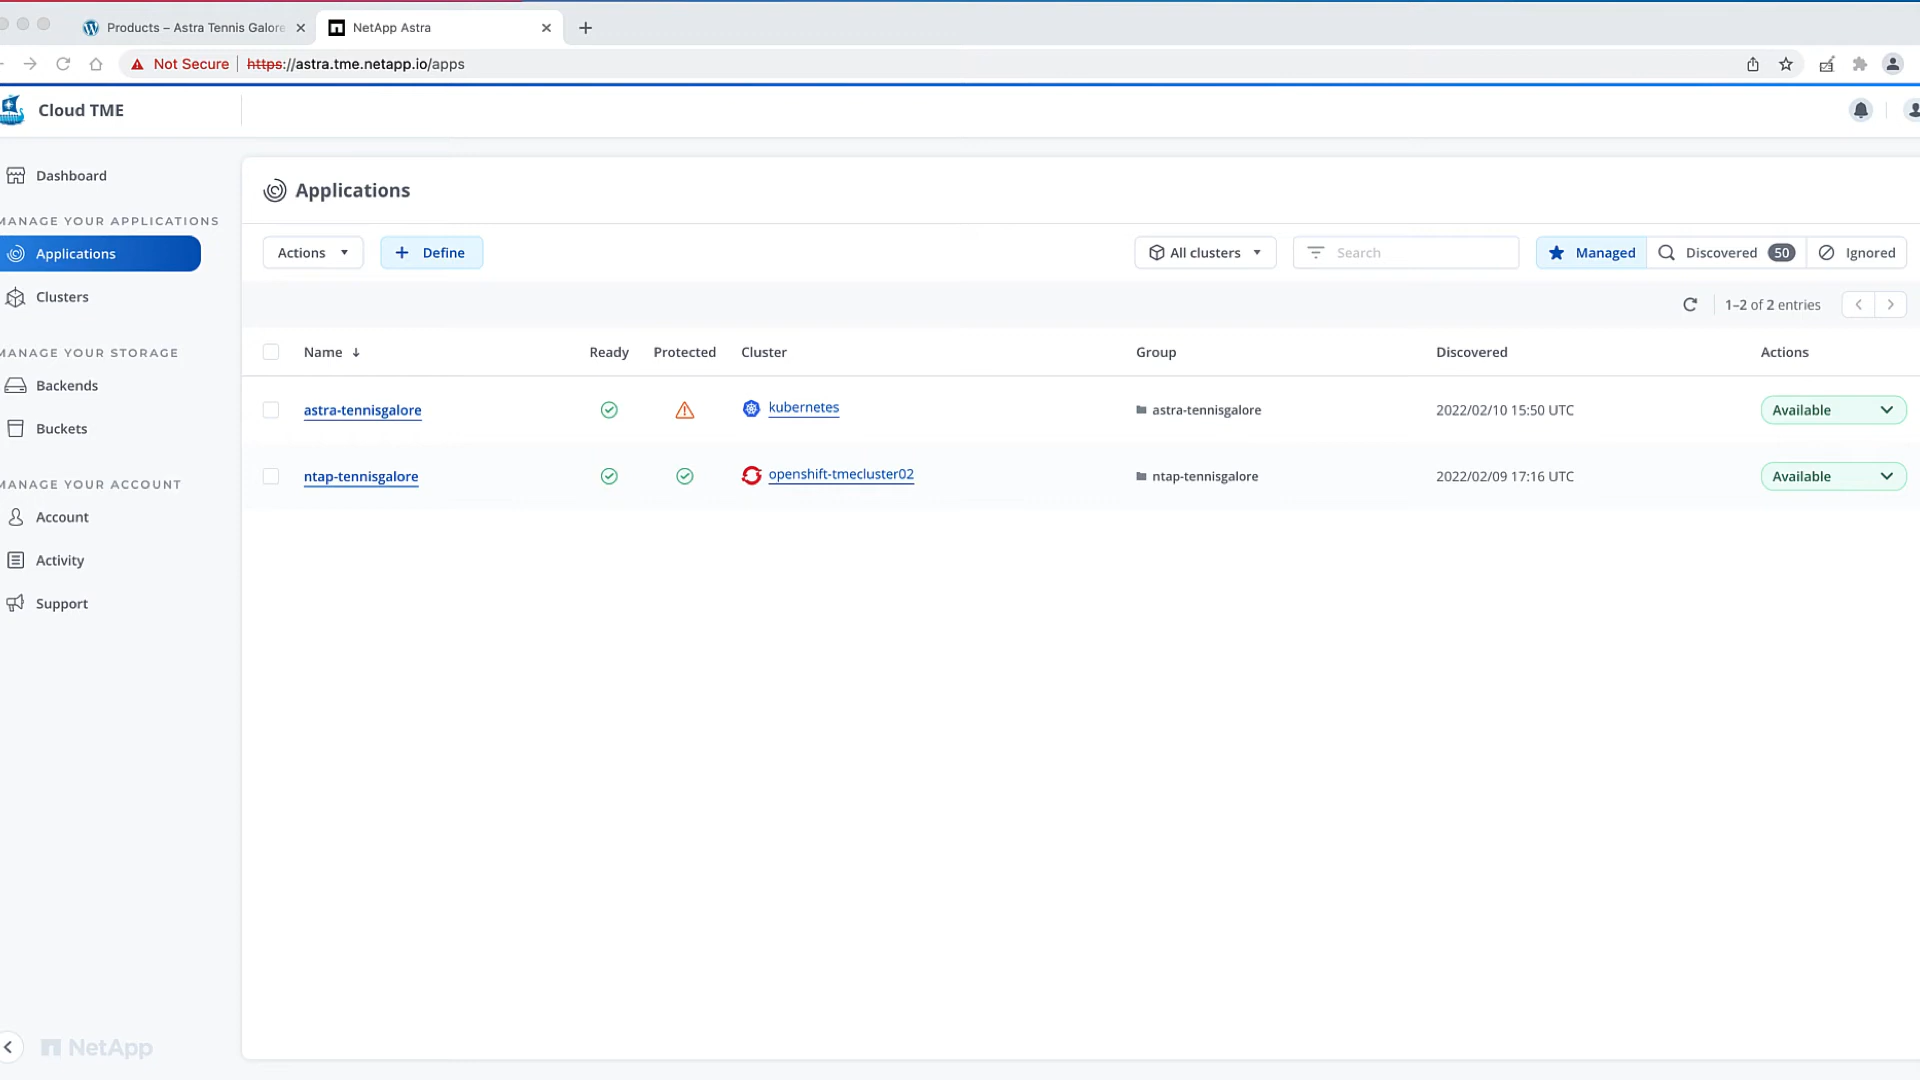 Products – Astra Tennis Galore
NetApp Astra
Not Secure https://astra.tme.netapp.io/apps
Cloud TME
Dashboard
MANAGE YOUR APPLICATIONS
Applications
Clusters
MANAGE YOUR STORAGE
Backends
Buckets
MANAGE YOUR ACCOUNT
Account
Activity
Support
NetApp
Applications
Actions
+ Define
All clusters
Search
Managed
Discovered 50
Ignored
1–2 of 2 entries
Name Ready Protected Cluster Group Discovered Actions
astra-tennisgalore kubernetes astra-tennisgalore 2022/02/10 15:50 UTC Available
ntap-tennisgalore openshift-tmecluster02 ntap-tennisgalore 2022/02/09 17:16 UTC Available